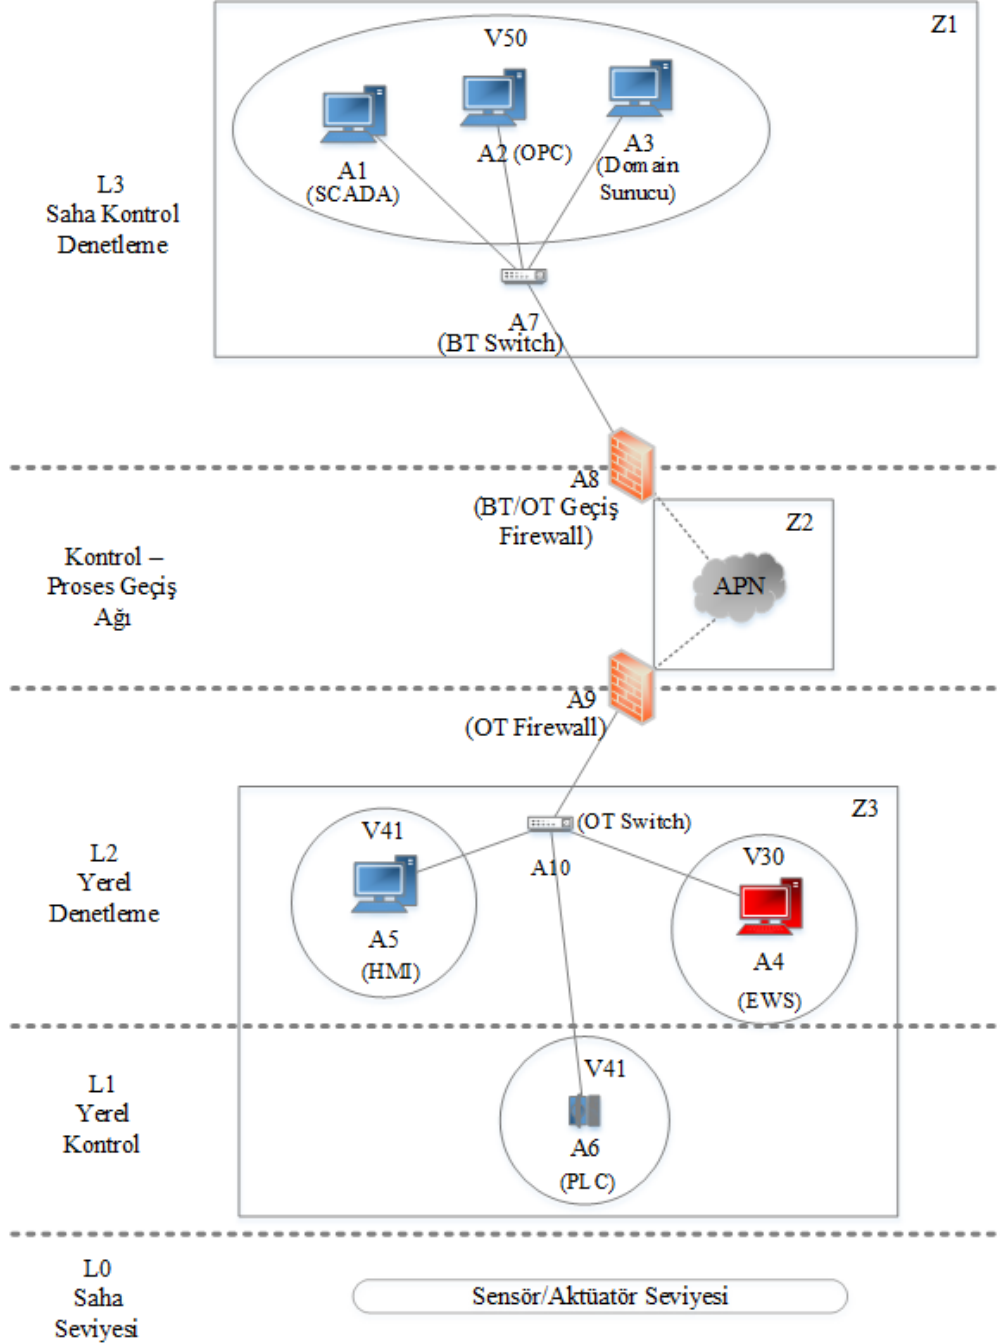 Z1
V50
A1
(SCADA)
A2 (OPC)
A3
(Domain
Sunucu)
L3
Saha Kontrol
Denetleme
A7
(BT Switch)
A8
(BT/OT Geçiş
Firewall)
Z2
APN
Kontrol –
Proses Geçiş
Ağı
A9
(OT Firewall)
Z3
(OT Switch)
A10
V41
A5
(HMI)
V30
A4
(EWS)
L2
Yerel
Denetleme
L1
Yerel
Kontrol
V41
A6
(PLC)
L0
Saha
Seviyesi
Sensör/Aktüatör Seviyesi